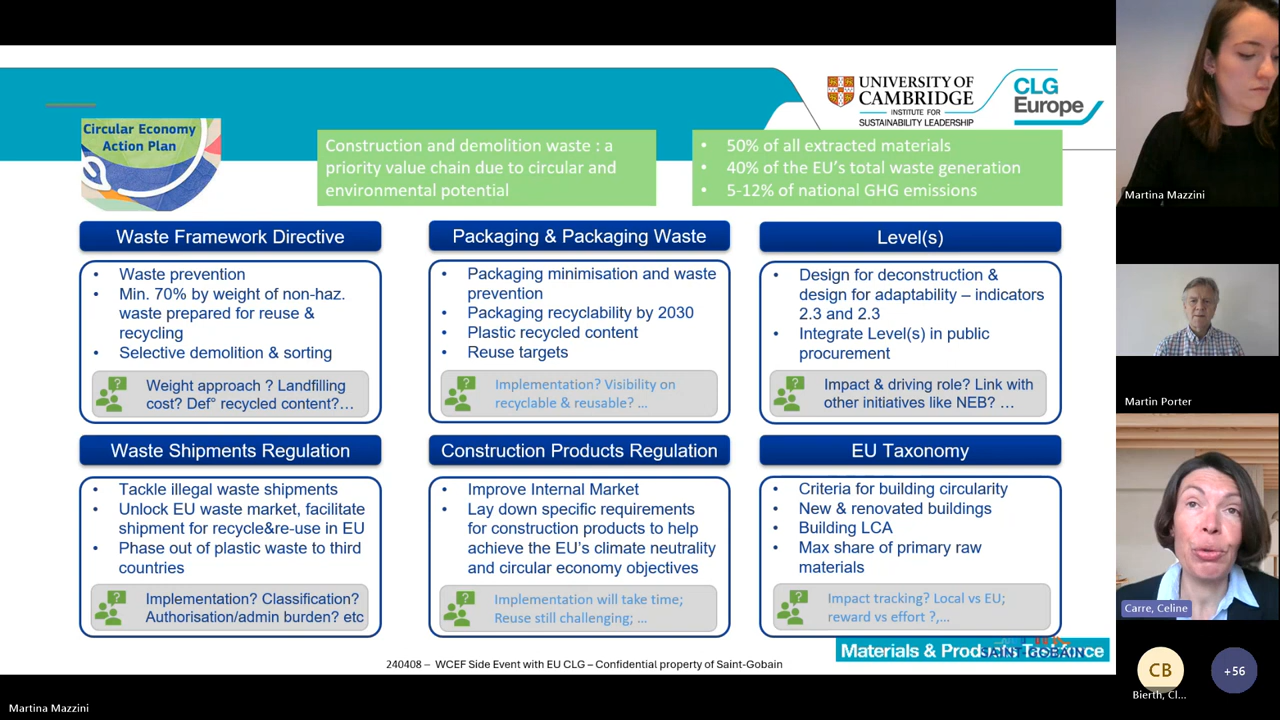 UNIVERSITY OF
CAMBRIDGE
INSTITUTE FOR
SUSTAINABILITY LEADERSHIP
CLG
Europe
Circular Economy
Action Plan
Construction and demolition waste : a
priority value chain due to circular and
environmental potential
• 50% of all extracted materials
• 40% of the EU's total waste generation
• 5-12% of national GHG emissions
Waste Framework Directive
• Waste prevention
• Min. 70% by weight of non-haz.
waste prepared for reuse &
recycling
• Selective demolition & sorting
Weight approach ? Landfilling
cost? Def° recycled content?...
Packaging & Packaging Waste
• Packaging minimisation and waste
prevention
• Packaging recyclability by 2030
• Plastic recycled content
• Reuse targets
Implementation? Visibility on
recyclable & reusable? ...
Level(s)
• Design for deconstruction &
design for adaptability – indicators
2.3 and 2.3
• Integrate Level(s) in public
procurement
Impact & driving role? Link with
other initiatives like NEB? ...
Waste Shipments Regulation
• Tackle illegal waste shipments
• Unlock EU waste market, facilitate
shipment for recycle&re-use in EU
• Phase out of plastic waste to third
countries
Implementation? Classification?
Authorisation/admin burden? etc
Construction Products Regulation
• Improve Internal Market
• Lay down specific requirements
for construction products to help
achieve the EU's climate neutrality
and circular economy objectives
Implementation will take time;
Reuse still challenging; ...
EU Taxonomy
• Criteria for building circularity
• New & renovated buildings
• Building LCA
• Max share of primary raw
materials
Impact tracking? Local vs EU;
reward vs effort ?,...
Materials & Products
SAINT-GOBAIN
240408 – WCEF Side Event with EU CLG – Confidential property of Saint-Gobain
Martina Mazzini
Martina Mazzini
Martin Porter
Carre, Celine
CB
Bierth, Cl...
+56